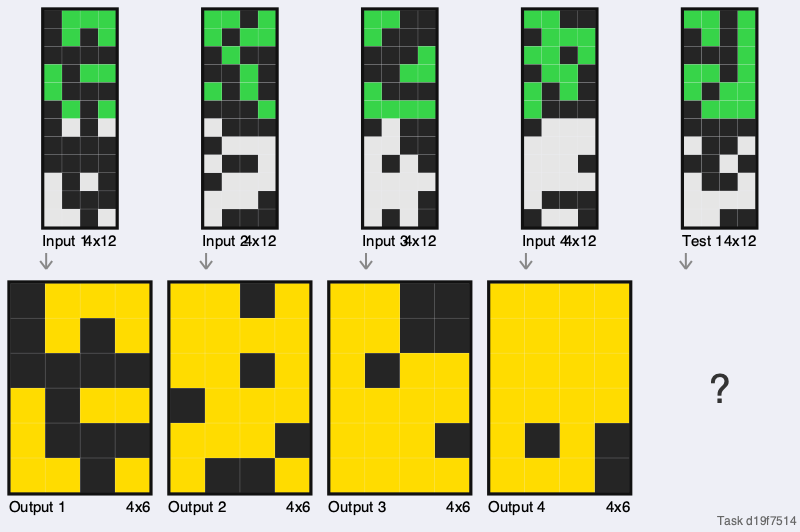 Input 1 4x12
Input 2 4x12
Input 3 4x12
Input 4 4x12
Test 1 4x12
?
Output 1 4x6
Output 2 4x6
Output 3 4x6
Output 4 4x6
Task d19f7514